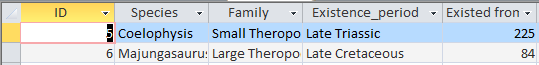 ID Species Family Existence_period Existed fron
5 Coelophysis Small Theropo Late Triassic 225
6 Majungasauru Large Theropo Late Cretaceous 84